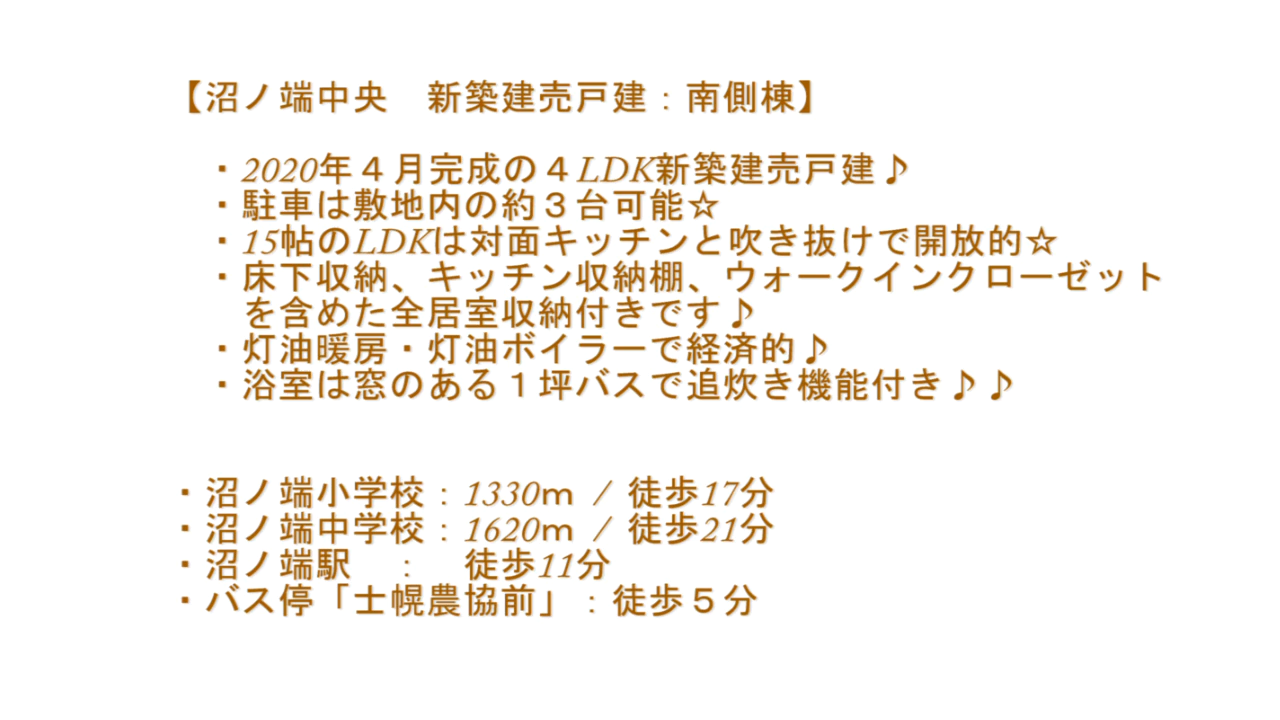 【沼ノ端中央　新築建売戸建：南側棟】
・2020年４月完成の４LDK新築建売戸建♪
・駐車は敷地内の約３台可能☆
・15帖のLDKは対面キッチンと吹き抜けで開放的☆
・床下収納、キッチン収納棚、ウォークインクローゼット
を含めた全居室収納付きです♪
・灯油暖房・灯油ボイラーで経済的♪
・浴室は窓のある１坪バスで追炊き機能付き♪♪
・沼ノ端小学校：1330ｍ / 徒歩17分
・沼ノ端中学校：1620ｍ / 徒歩21分
・沼ノ端駅　：　徒歩11分
・バス停「士幌農協前」：徒歩５分